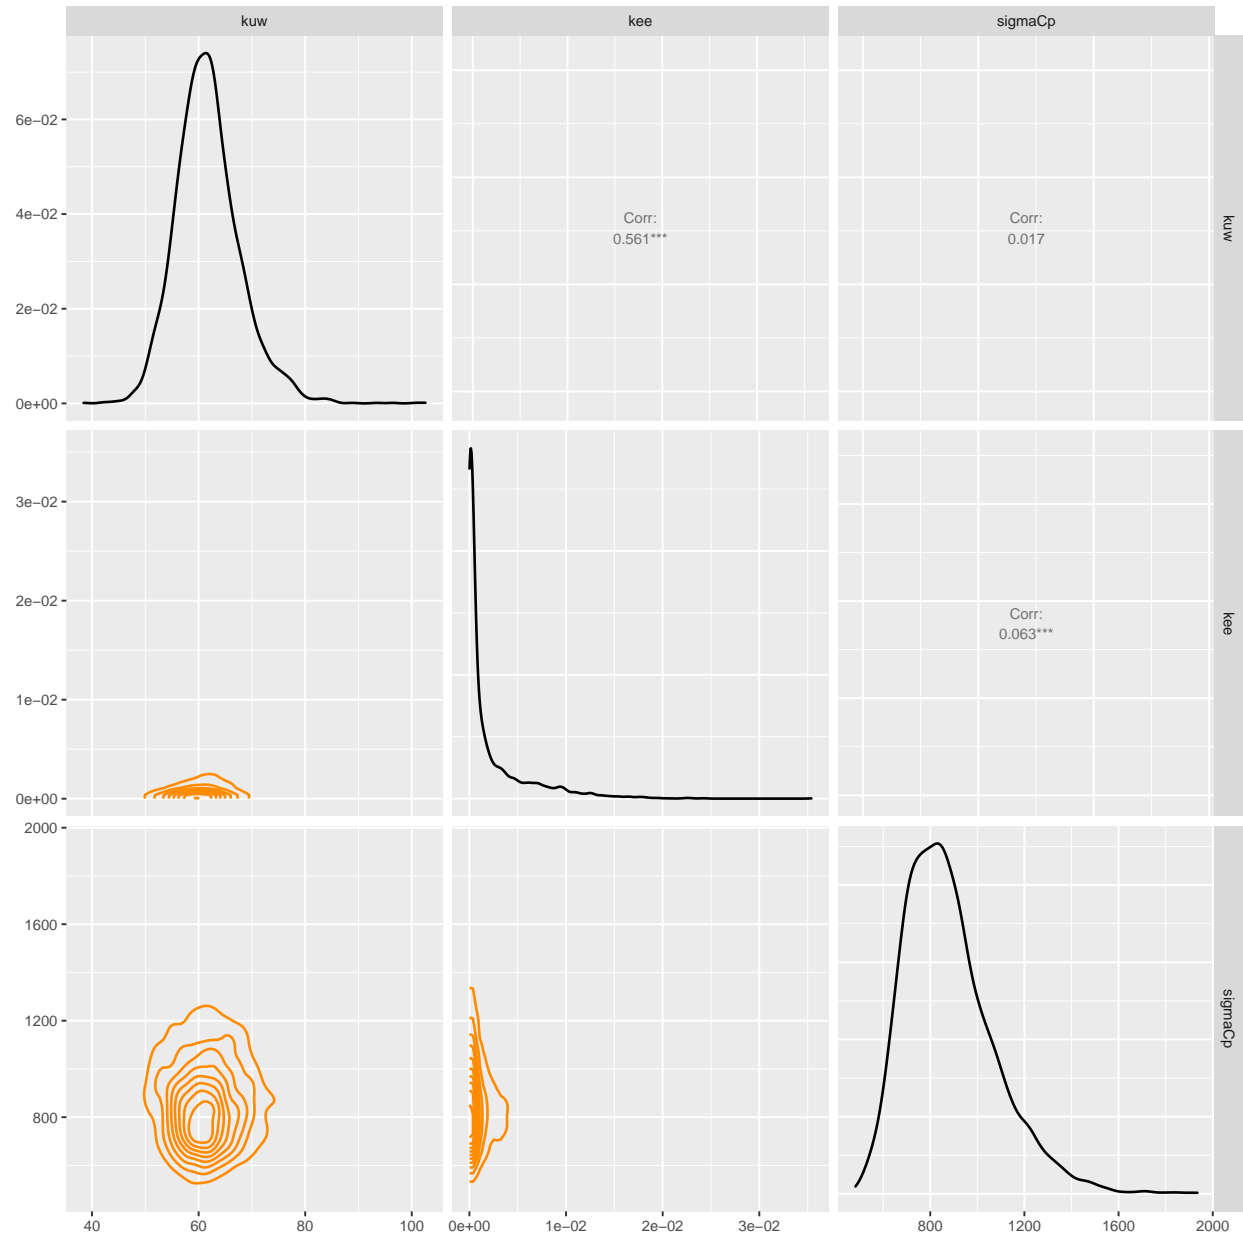 kuw kee sigmaCp
6e−02
4e−02
2e−02
0e+00
Corr:
0.561***
Corr:
0.017
kuw
3e−02
2e−02
1e−02
0e+00
Corr:
0.063***
kee
2000
1600
1200
800
sigmaCp
40 60 80 100 0e+00 1e−02 2e−02 3e−02 800 1200 1600 2000